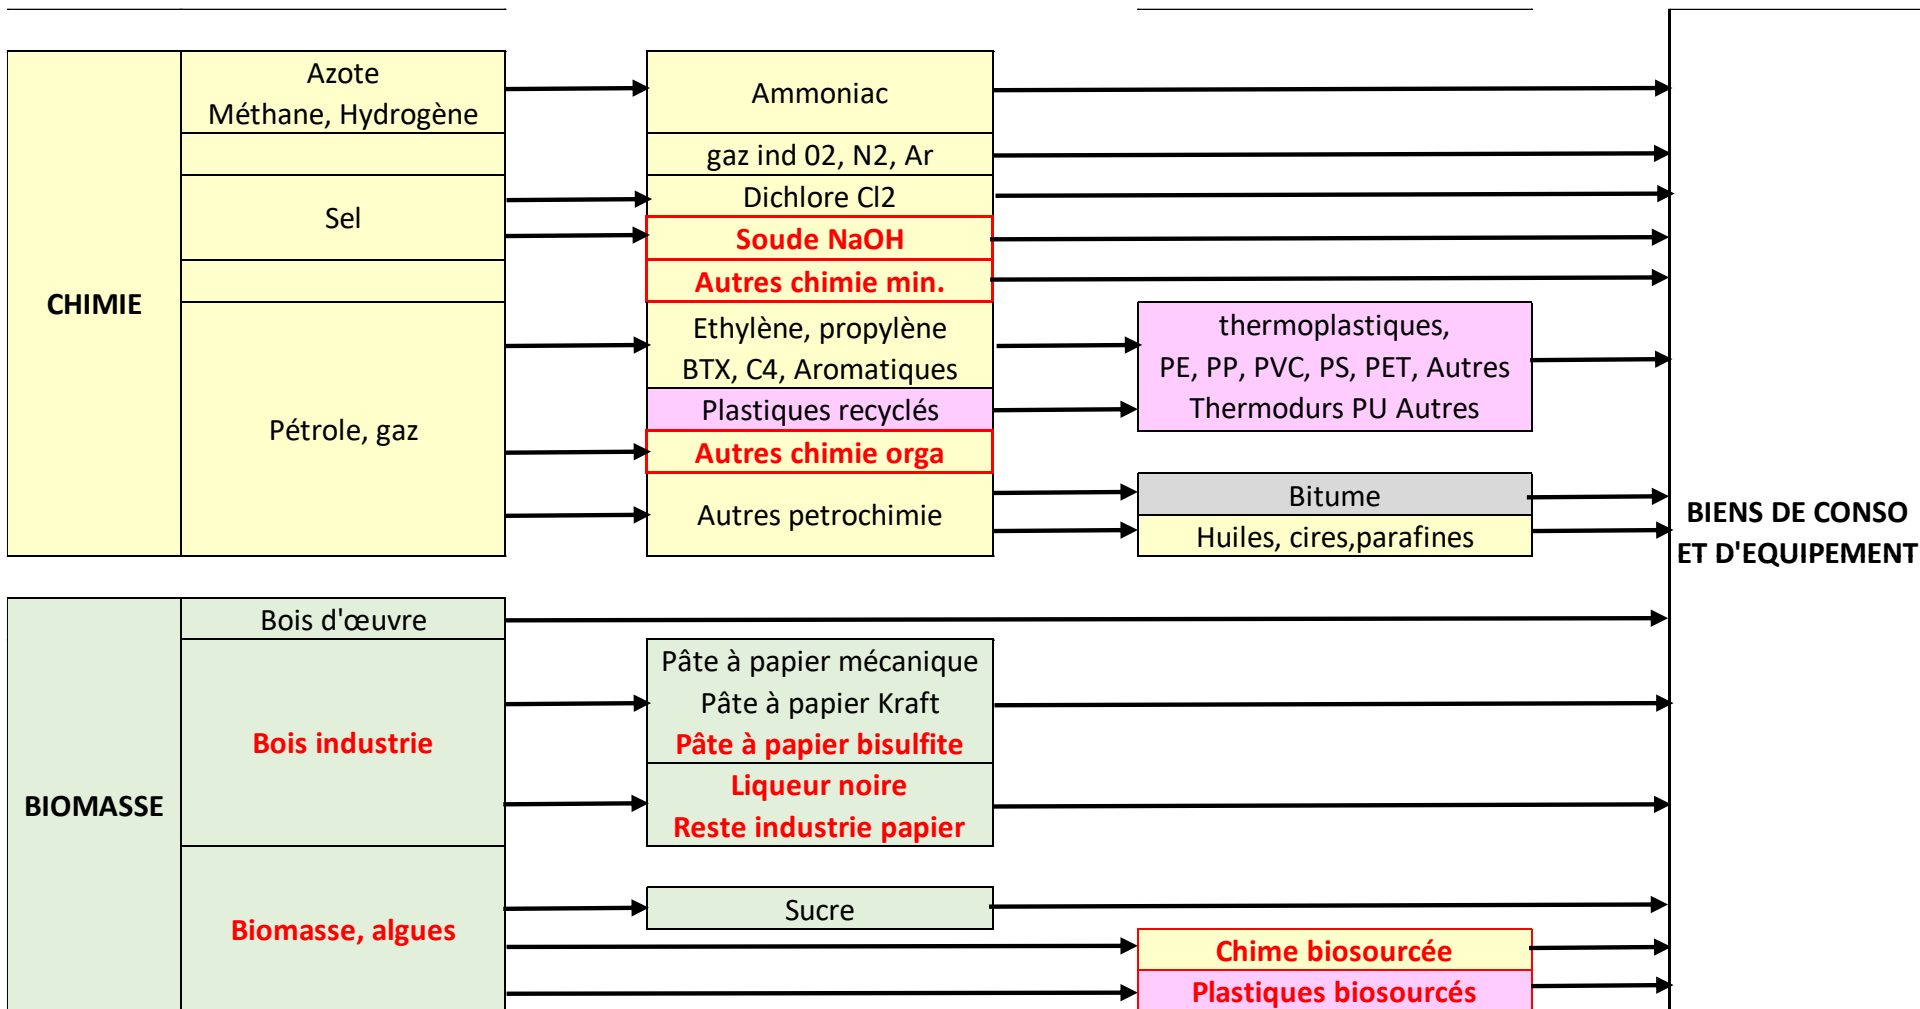 CHIMIE
Azote
Méthane, Hydrogène
Sel
Pétrole, gaz
Ammoniac
gaz ind 02, N2, Ar
Dichlore Cl2
Soude NaOH
Autres chimie min.
Ethylène, propylène
BTX, C4, Aromatiques
Plastiques recyclés
Autres chimie orga
Autres petrochimie
thermoplastiques,
PE, PP, PVC, PS, PET, Autres
Thermodurs PU Autres
Bitume
Huiles, cires,parafines
BIENS DE CONSO
ET D'EQUIPEMENT
BIOMASSE
Bois d'œuvre
Bois industrie
Biomasse, algues
Pâte à papier mécanique
Pâte à papier Kraft
Pâte à papier bisulfite
Liqueur noire
Reste industrie papier
Sucre
Chime biosourcée
Plastiques biosourcés